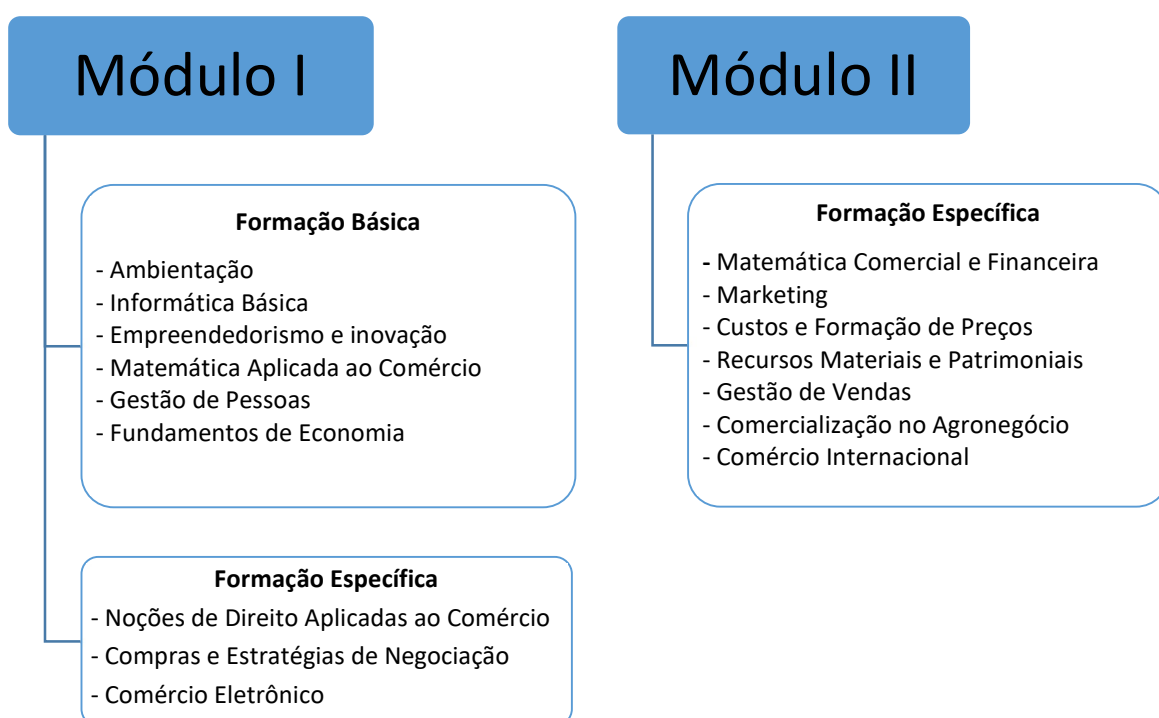 Módulo I
Formação Básica
- Ambientação
- Informática Básica
- Empreendedorismo e inovação
- Matemática Aplicada ao Comércio
- Gestão de Pessoas
- Fundamentos de Economia
Formação Específica
- Noções de Direito Aplicadas ao Comércio
- Compras e Estratégias de Negociação
- Comércio Eletrônico
Módulo II
Formação Específica
- Matemática Comercial e Financeira
- Marketing
- Custos e Formação de Preços
- Recursos Materiais e Patrimoniais
- Gestão de Vendas
- Comercialização no Agronegócio
- Comércio Internacional